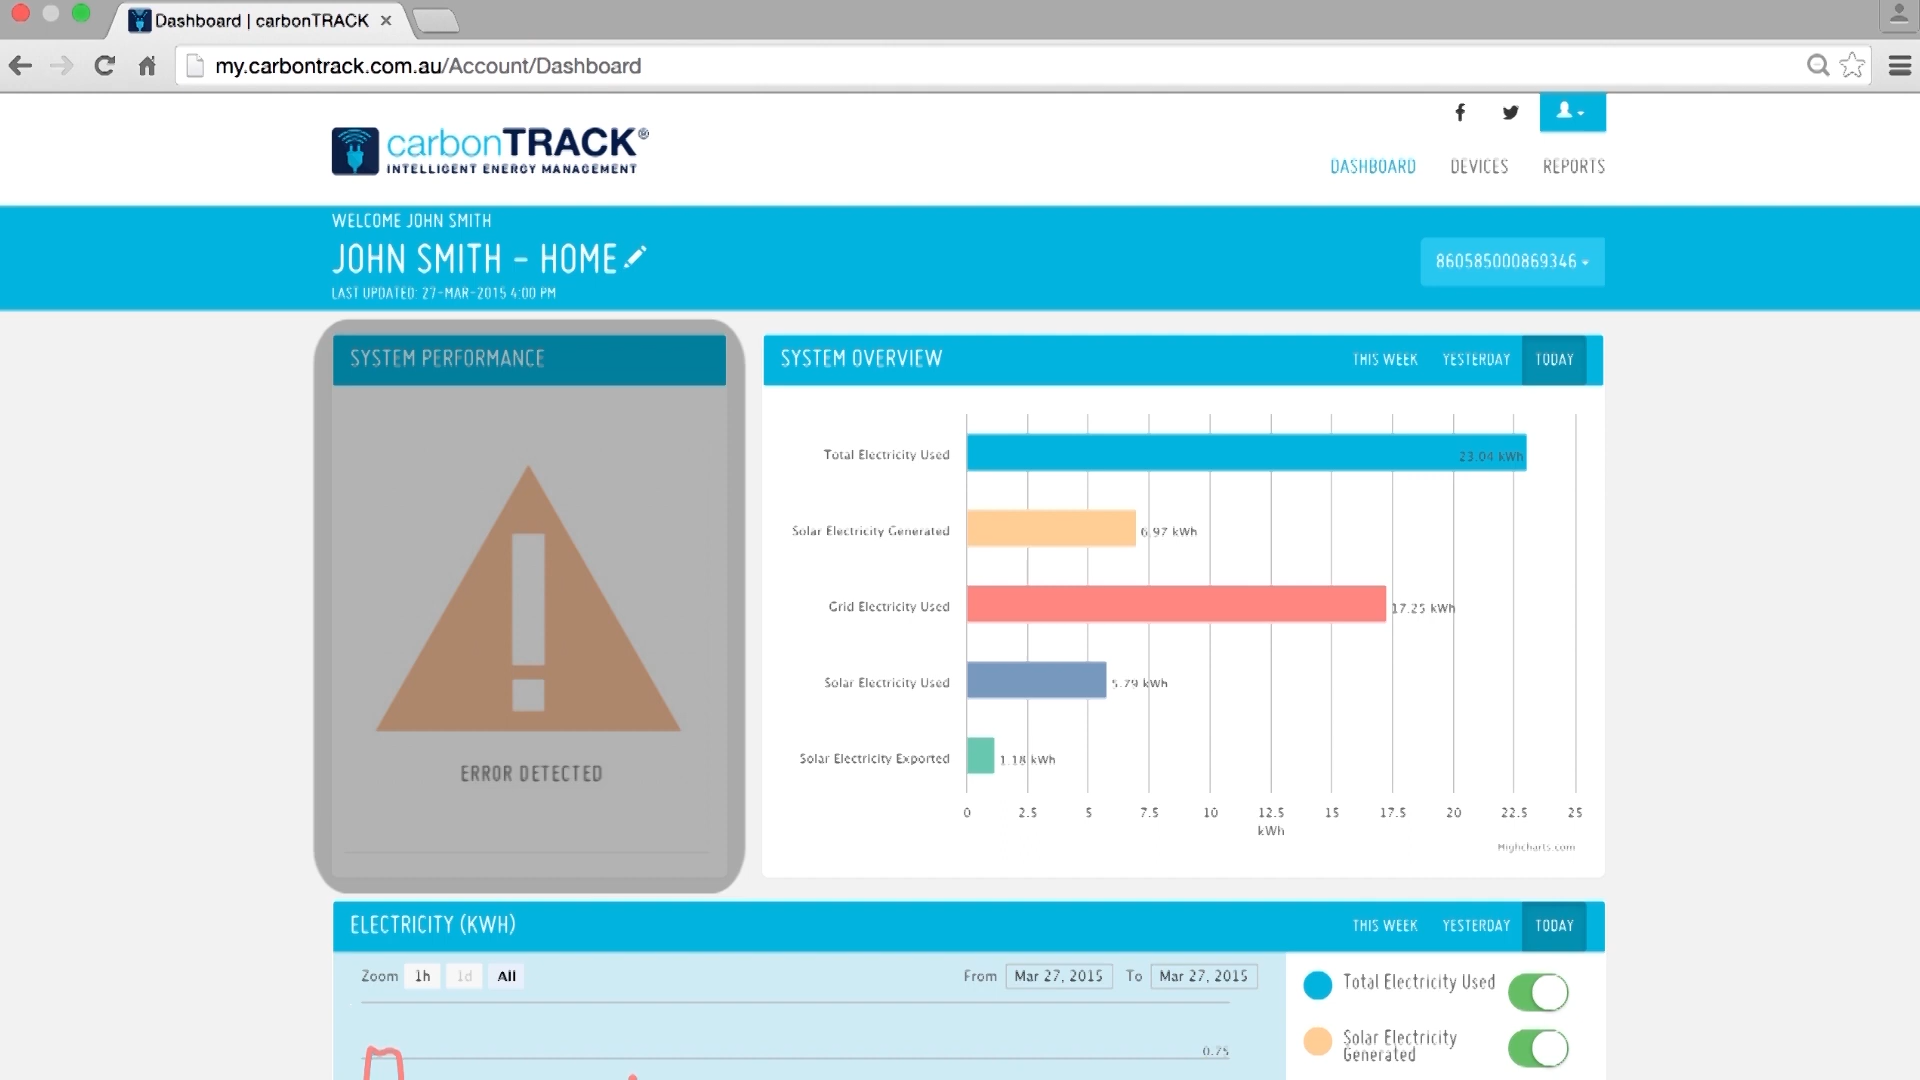 Dashboard | carbonTRACK
my.carbontrack.com.au/Account/Dashboard
carbonTRACK®
INTELLIGENT ENERGY MANAGEMENT
DASHBOARD DEVICES REPORTS
WELCOME JOHN SMITH
JOHN SMITH - HOME
LAST UPDATED: 27-MAR-2015 4:00 PM
860585000869346
SYSTEM PERFORMANCE
ERROR DETECTED
SYSTEM OVERVIEW
THIS WEEK YESTERDAY TODAY
Total Electricity Used 23.04 kWh
Solar Electricity Generated 6.97 kWh
Grid Electricity Used 17.25 kWh
Solar Electricity Used 5.79 kWh
Solar Electricity Exported 1.18 kWh
0 2.5 5 7.5 10 12.5 15 17.5 20 22.5 25
kWh
Highcharts.com
ELECTRICITY (KWH)
THIS WEEK YESTERDAY TODAY
Zoom 1h 1d All From Mar 27, 2015 To Mar 27, 2015
0.75
Total Electricity Used
Solar Electricity
Generated